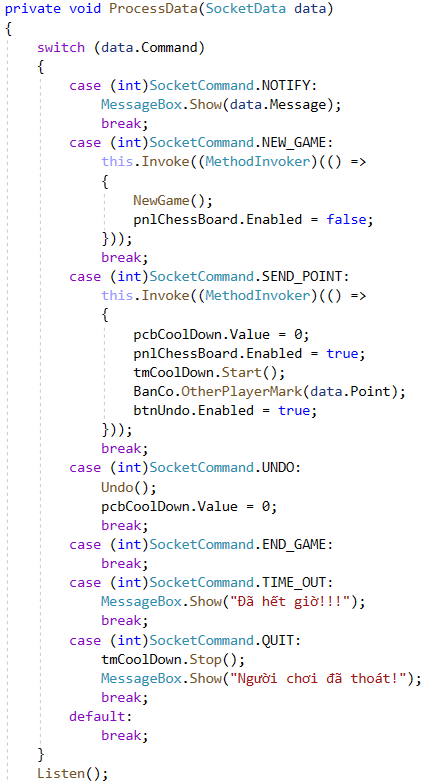 private void ProcessData(SocketData data)
{
    switch (data.Command)
    {
        case (int)SocketCommand.NOTIFY:
            MessageBox.Show(data.Message);
            break;
        case (int)SocketCommand.NEW_GAME:
            this.Invoke((MethodInvoker)(() =>
            {
                NewGame();
                pnlChessBoard.Enabled = false;
            }));
            break;
        case (int)SocketCommand.SEND_POINT:
            this.Invoke((MethodInvoker)(() =>
            {
                pcbCoolDown.Value = 0;
                pnlChessBoard.Enabled = true;
                tmCoolDown.Start();
                BanCo.OtherPlayerMark(data.Point);
                btnUndo.Enabled = true;
            }));
            break;
        case (int)SocketCommand.UNDO:
            Undo();
            pcbCoolDown.Value = 0;
            break;
        case (int)SocketCommand.END_GAME:
            break;
        case (int)SocketCommand.TIME_OUT:
            MessageBox.Show("Đã hết giờ!!!");
            break;
        case (int)SocketCommand.QUIT:
            tmCoolDown.Stop();
            MessageBox.Show("Người chơi đã thoát!");
            break;
        default:
            break;
    }
    Listen();